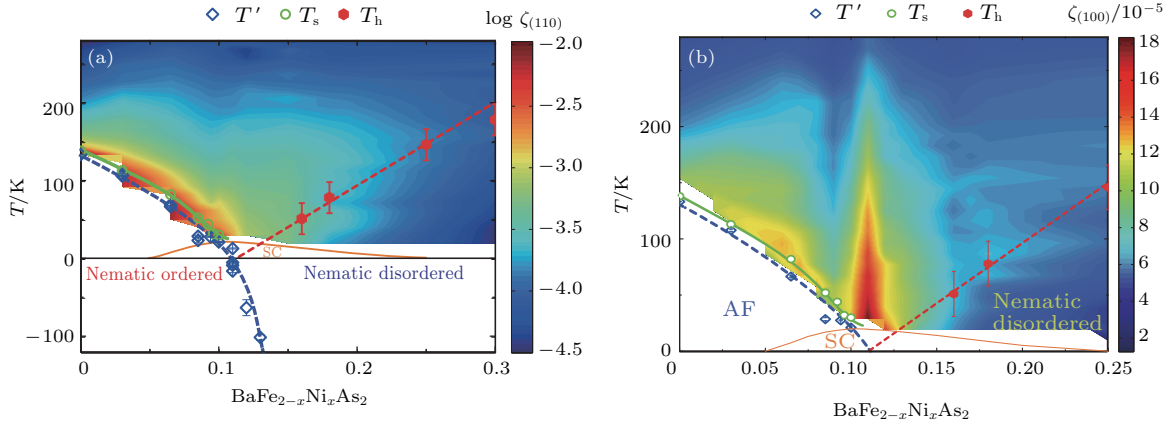 T′ Ts Th log ζ(110)
(a)
T/K
200
100
0
−100
Nematic ordered
SC
Nematic disordered
0 0.1 0.2 0.3
BaFe2−xNixAs2
−2.0
−2.5
−3.0
−3.5
−4.0
−4.5
T′ Ts Th ζ(100)/10−5
(b)
T/K
200
100
0
AF
SC
Nematic
disordered
0 0.05 0.10 0.15 0.20 0.25
BaFe2−xNixAs2
18
16
14
12
10
8
6
4
2